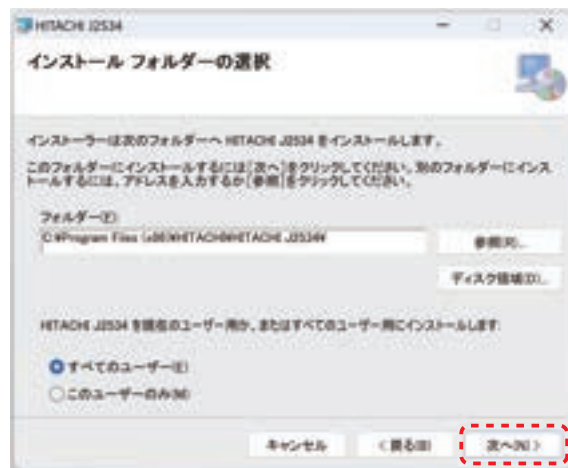 HITACHI J2534
インストール フォルダーの選択
インストーラーは次のフォルダーへ HITACHI J2534 をインストールします。
このフォルダーにインストールするには[次へ]をクリックしてください。別のフォルダーにインス
トールするには、アドレスを入力するか[参照]をクリックしてください。
フォルダー(F):
C:¥Program Files (x86)¥HITACHI¥HITACHI J2534¥
参照(R)...
ディスク領域(D)...
HITACHI J2534 を現在のユーザー用か、またはすべてのユーザー用にインストールします:
すべてのユーザー(E)
このユーザーのみ(M)
キャンセル
< 戻る(B)
次へ(N) >